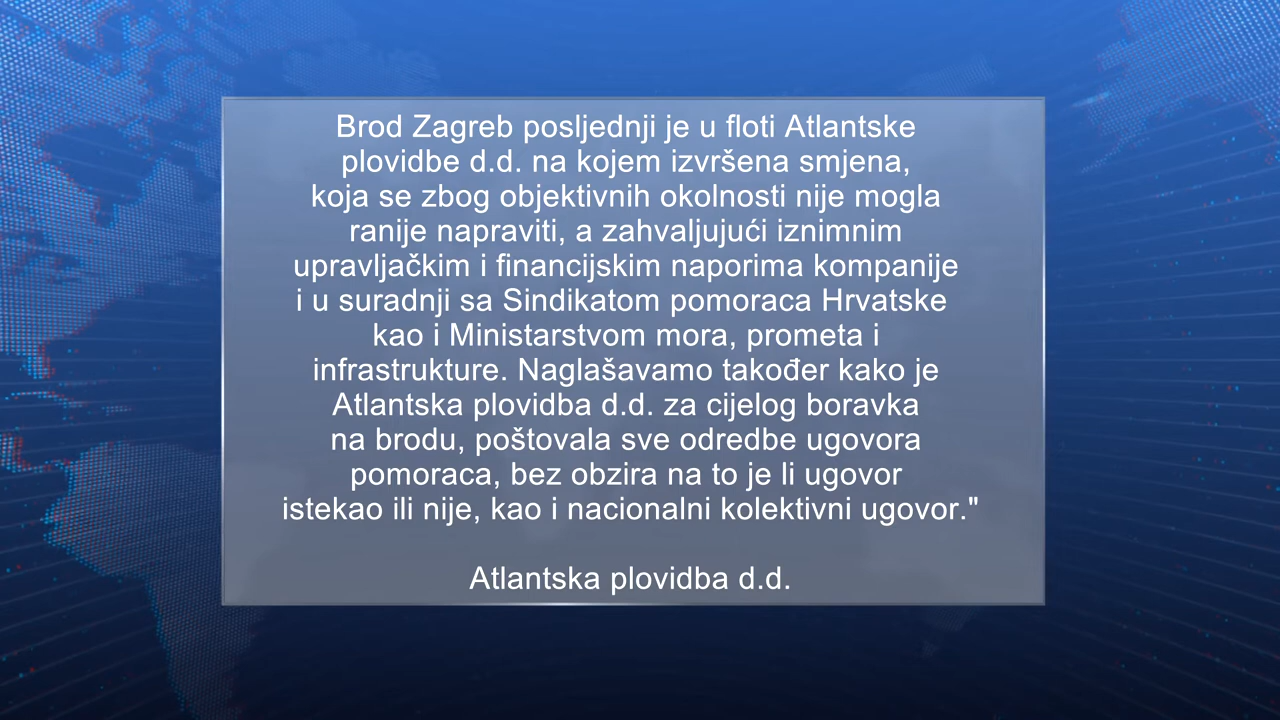 Brod Zagreb posljednji je u floti Atlantske
plovidbe d.d. na kojem izvršena smjena,
koja se zbog objektivnih okolnosti nije mogla
ranije napraviti, a zahvaljujući iznimnim
upravljačkim i financijskim naporima kompanije
i u suradnji sa Sindikatom pomoraca Hrvatske
kao i Ministarstvom mora, prometa i
infrastrukture. Naglašavamo također kako je
Atlantska plovidba d.d. za cijelog boravka
na brodu, poštovala sve odredbe ugovora
pomoraca, bez obzira na to je li ugovor
istekao ili nije, kao i nacionalni kolektivni ugovor."
Atlantska plovidba d.d.